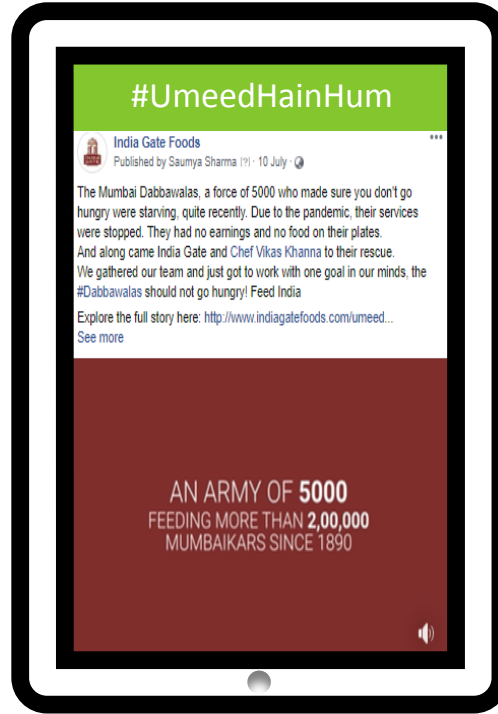 #UmeedHainHum
India Gate Foods
Published by Saumya Sharma [?] · 10 July ·
The Mumbai Dabbawalas, a force of 5000 who made sure you don't go
hungry were starving, quite recently. Due to the pandemic, their services
were stopped. They had no earnings and no food on their plates.
And along came India Gate and Chef Vikas Khanna to their rescue.
We gathered our team and just got to work with one goal in our minds, the
#Dabbawalas should not go hungry! Feed India
Explore the full story here: http://www.indiagatefoods.com/umeed...
See more
AN ARMY OF 5000
FEEDING MORE THAN 2,00,000
MUMBAIKARS SINCE 1890